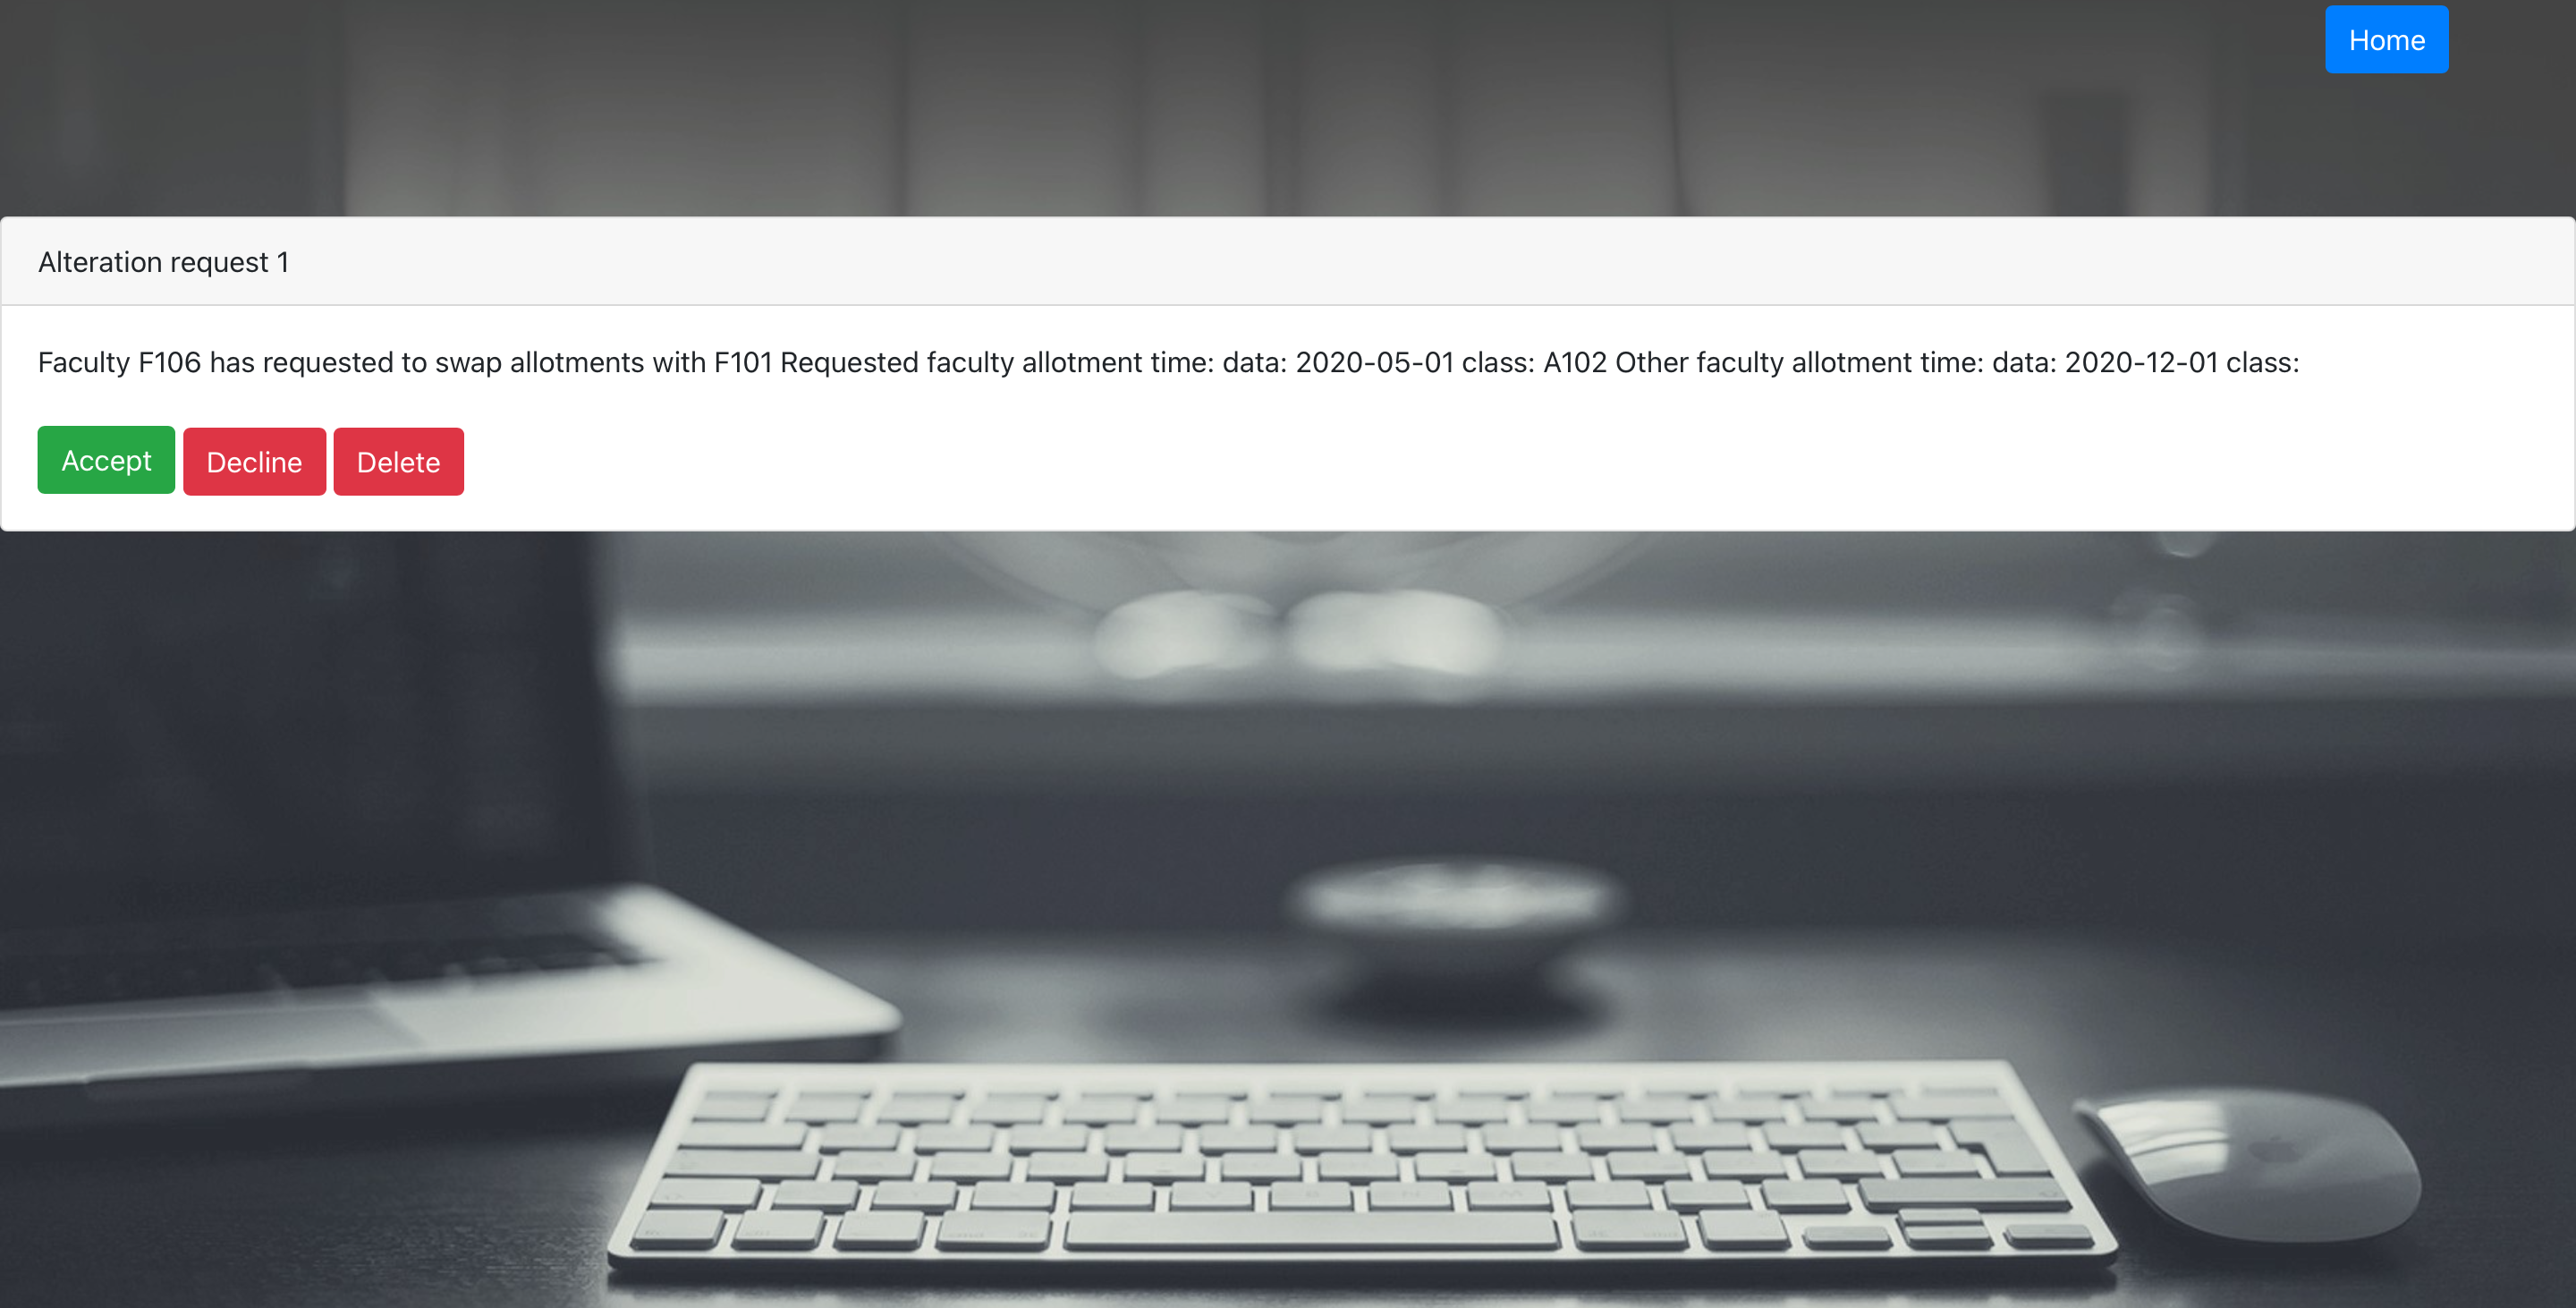 Home
Alteration request 1
Faculty F106 has requested to swap allotments with F101 Requested faculty allotment time: data: 2020-05-01 class: A102 Other faculty allotment time: data: 2020-12-01 class:
Accept Decline Delete